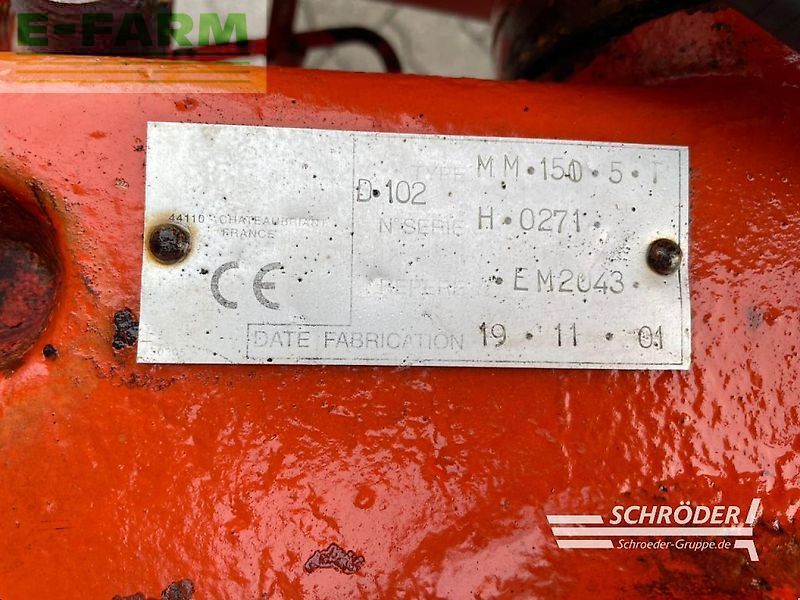 E-FARM
TYPE MM•150•5•T
D•102
44110 CHATEAUBRIANT
FRANCE
N° SERIE H•0271•
REPERE •EM2043•
CE
DATE FABRICATION 19•11•01
SCHRÖDER
Schroeder-Gruppe.de